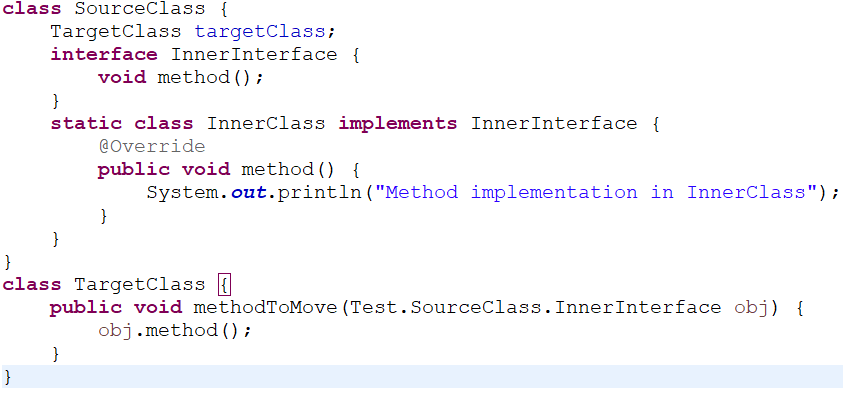 class SourceClass {
    TargetClass targetClass;
    interface InnerInterface {
        void method();
    }
    static class InnerClass implements InnerInterface {
        @Override
        public void method() {
            System.out.println("Method implementation in InnerClass");
        }
    }
}
class TargetClass {
    public void methodToMove(Test.SourceClass.InnerInterface obj) {
        obj.method();
    }
}